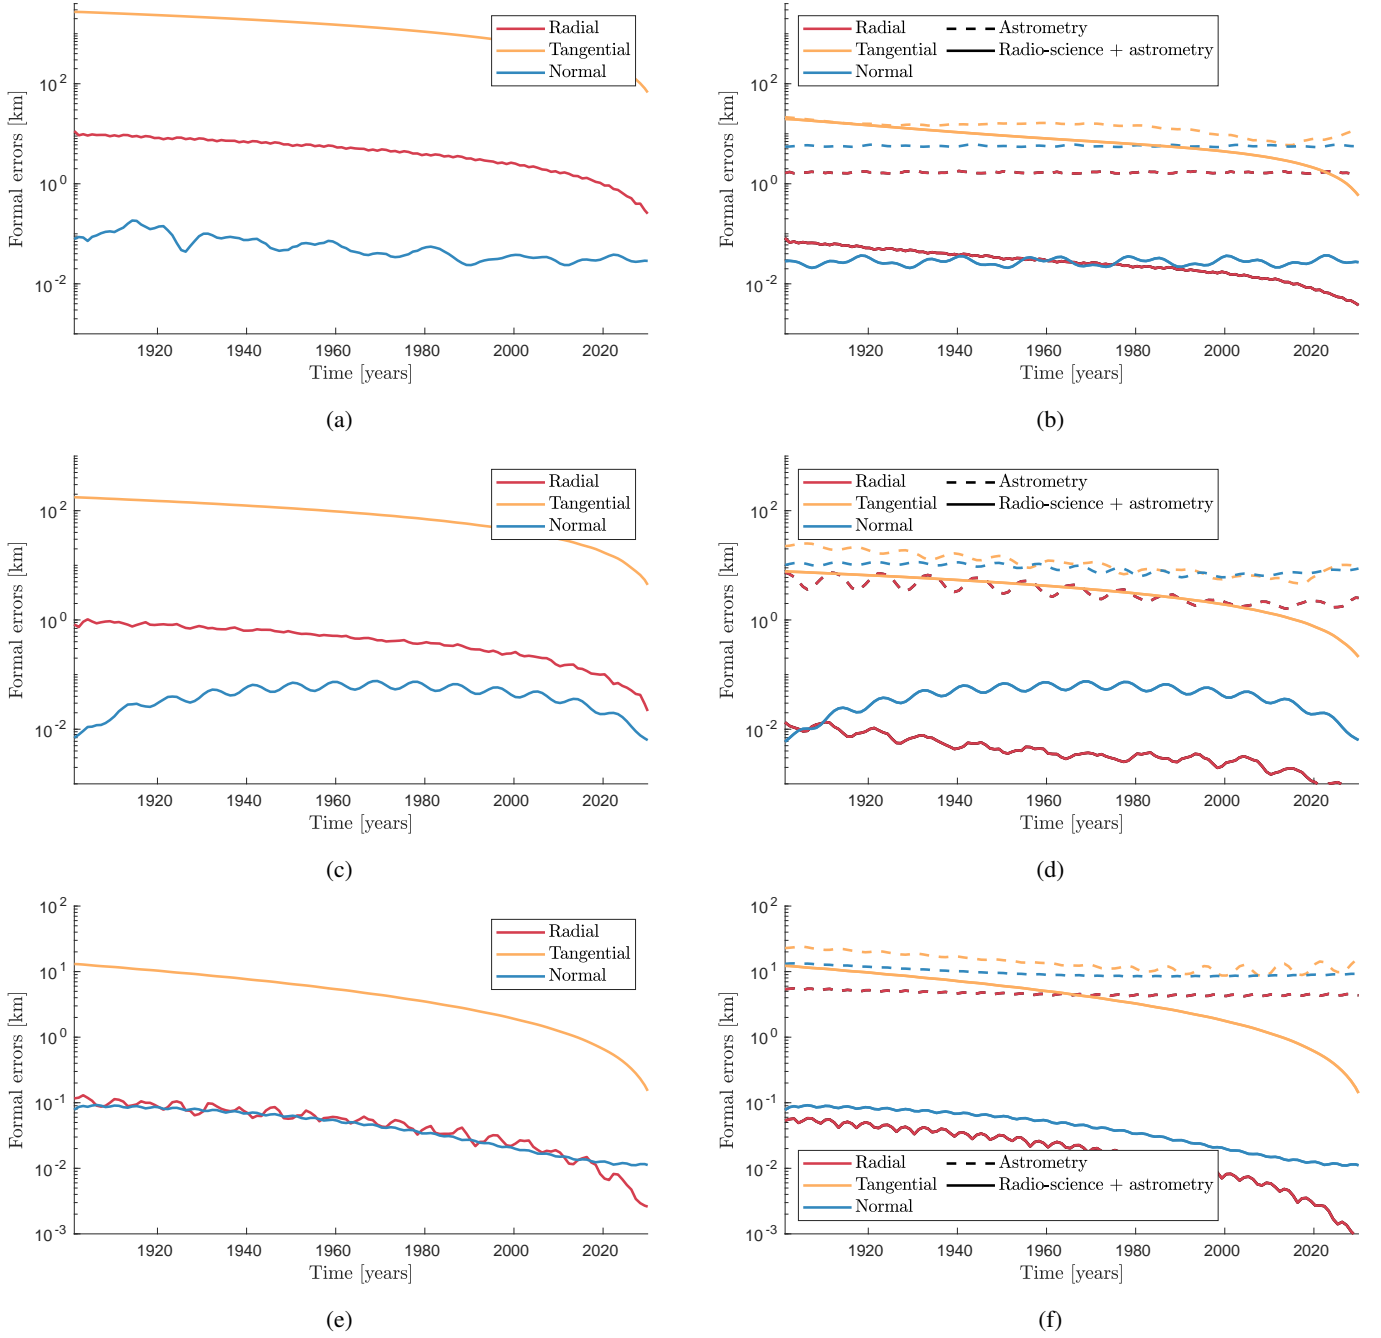 Formal errors [km]
10^2
10^0
10^-2
Radial
Tangential
Normal
1920 1940 1960 1980 2000 2020
Time [years]
(a)
Formal errors [km]
10^2
10^0
10^-2
Radial Astrometry
Tangential Radio-science + astrometry
Normal
1920 1940 1960 1980 2000 2020
Time [years]
(b)
Formal errors [km]
10^2
10^0
10^-2
Radial
Tangential
Normal
1920 1940 1960 1980 2000 2020
Time [years]
(c)
Formal errors [km]
10^2
10^0
10^-2
Radial Astrometry
Tangential Radio-science + astrometry
Normal
1920 1940 1960 1980 2000 2020
Time [years]
(d)
Formal errors [km]
10^2
10^1
10^0
10^-1
10^-2
10^-3
Radial
Tangential
Normal
1920 1940 1960 1980 2000 2020
Time [years]
(e)
Formal errors [km]
10^2
10^1
10^0
10^-1
10^-2
10^-3
Radial Astrometry
Tangential Radio-science + astrometry
Normal
1920 1940 1960 1980 2000 2020
Time [years]
(f)